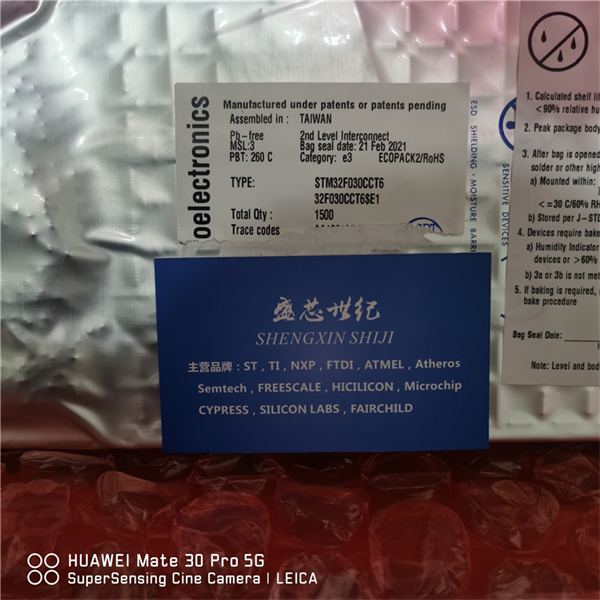 oelectronics
Manufactured under patents or patents pending
Assembled in : TAIWAN
Pb-free 2nd Level Interconnect
MSL:3 Bag seal date: 21 Feb 2021
PBT: 260 C Category: e3 ECOPACK2/RoHS
TYPE: STM32F030CCT6
32F030CCT6$E1
Total Qty : 1500
Trace codes
ESD SHIELDING · MOISTURE BARRI
SENSITIVE DEVICES
1. Calculated shelf li
<90% relative hu
2. Peak package body
3. After bag is opened
solder or other high
a) Mounted within:
<=30 C/60% RH
b) Stored per J-STD
4. Devices require bake
a) Humidity Indicator
devices or >60%
b) 3a or 3b is not me
5. If baking is required,
bake procedure
Bag Seal Date:
Note: Level and bod
盛芯世纪
SHENGXIN SHIJI
主营品牌：ST，TI，NXP，FTDI，ATMEL，Atheros
Semtech，FREESCALE，HICILICON，Microchip
CYPRESS，SILICON LABS，FAIRCHILD
HUAWEI Mate 30 Pro 5G
SuperSensing Cine Camera | LEICA